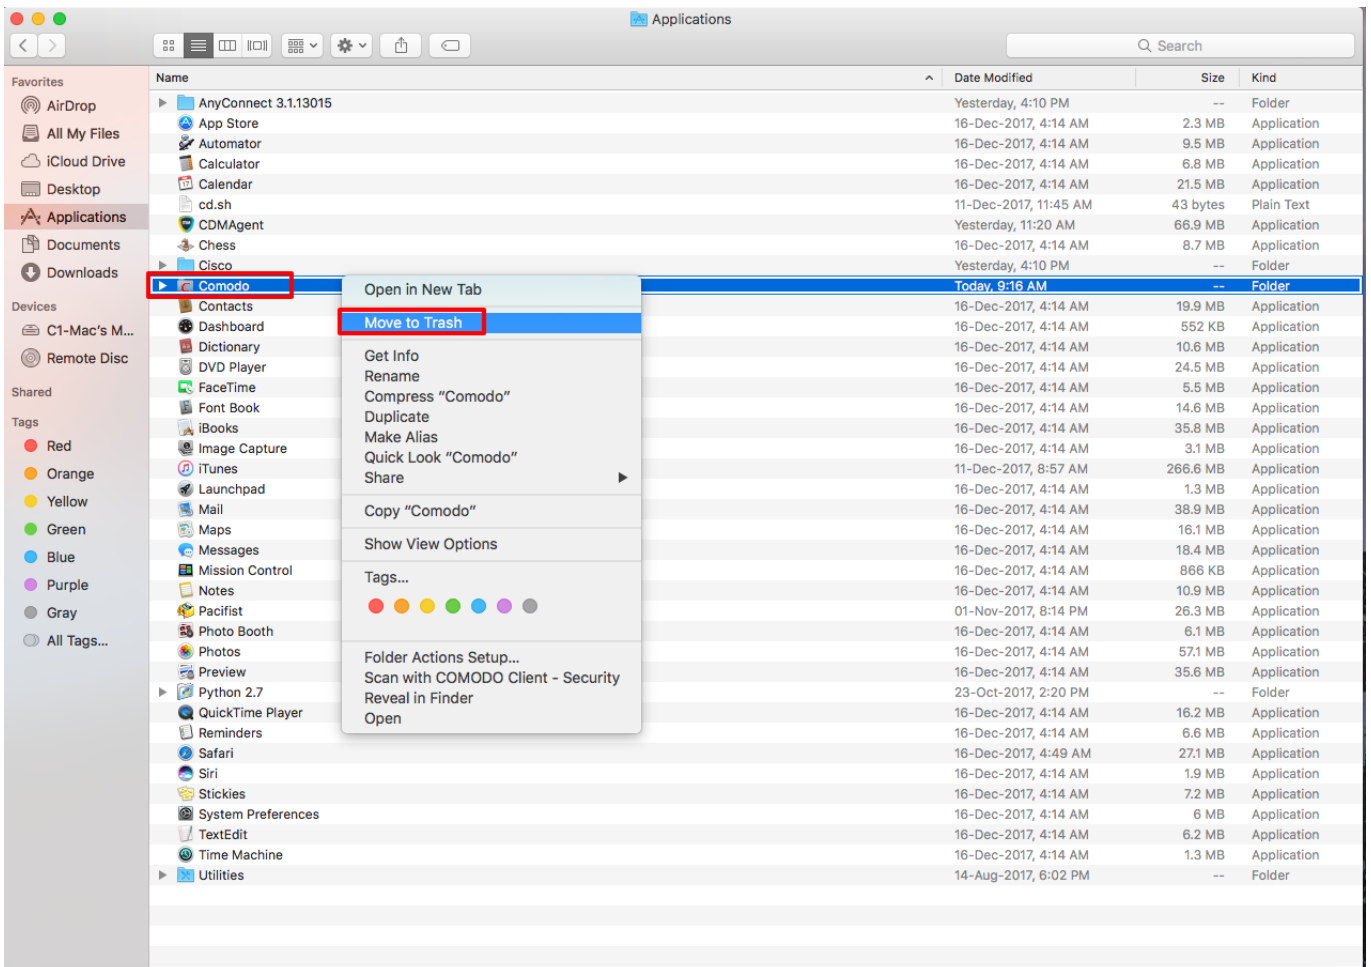 Applications
Search
Favorites
AirDrop
All My Files
iCloud Drive
Desktop
Applications
Documents
Downloads
Devices
C1-Mac's M...
Remote Disc
Shared
Tags
Red
Orange
Yellow
Green
Blue
Purple
Gray
All Tags...
Name Date Modified Size Kind
AnyConnect 3.1.13015 Yesterday, 4:10 PM -- Folder
App Store 16-Dec-2017, 4:14 AM 2.3 MB Application
Automator 16-Dec-2017, 4:14 AM 9.5 MB Application
Calculator 16-Dec-2017, 4:14 AM 6.8 MB Application
Calendar 16-Dec-2017, 4:14 AM 21.5 MB Application
cd.sh 11-Dec-2017, 11:45 AM 43 bytes Plain Text
CDMAgent Yesterday, 11:20 AM 66.9 MB Application
Chess 16-Dec-2017, 4:14 AM 8.7 MB Application
Cisco Yesterday, 4:10 PM -- Folder
Comodo Today, 9:16 AM -- Folder
Contacts 16-Dec-2017, 4:14 AM 19.9 MB Application
Dashboard 16-Dec-2017, 4:14 AM 552 KB Application
Dictionary 16-Dec-2017, 4:14 AM 10.6 MB Application
DVD Player 16-Dec-2017, 4:14 AM 24.5 MB Application
FaceTime 16-Dec-2017, 4:14 AM 5.5 MB Application
Font Book 16-Dec-2017, 4:14 AM 14.6 MB Application
iBooks 16-Dec-2017, 4:14 AM 35.8 MB Application
Image Capture 16-Dec-2017, 4:14 AM 3.1 MB Application
iTunes 11-Dec-2017, 8:57 AM 266.6 MB Application
Launchpad 16-Dec-2017, 4:14 AM 1.3 MB Application
Mail 16-Dec-2017, 4:14 AM 38.9 MB Application
Maps 16-Dec-2017, 4:14 AM 16.1 MB Application
Messages 16-Dec-2017, 4:14 AM 18.4 MB Application
Mission Control 16-Dec-2017, 4:14 AM 866 KB Application
Notes 16-Dec-2017, 4:14 AM 10.9 MB Application
Pacifist 01-Nov-2017, 8:14 PM 26.3 MB Application
Photo Booth 16-Dec-2017, 4:14 AM 6.1 MB Application
Photos 16-Dec-2017, 4:14 AM 57.1 MB Application
Preview 16-Dec-2017, 4:14 AM 35.6 MB Application
Python 2.7 23-Oct-2017, 2:20 PM -- Folder
QuickTime Player 16-Dec-2017, 4:14 AM 16.2 MB Application
Reminders 16-Dec-2017, 4:14 AM 6.6 MB Application
Safari 16-Dec-2017, 4:49 AM 27.1 MB Application
Siri 16-Dec-2017, 4:14 AM 1.9 MB Application
Stickies 16-Dec-2017, 4:14 AM 7.2 MB Application
System Preferences 16-Dec-2017, 4:14 AM 6 MB Application
TextEdit 16-Dec-2017, 4:14 AM 6.2 MB Application
Time Machine 16-Dec-2017, 4:14 AM 1.3 MB Application
Utilities 14-Aug-2017, 6:02 PM -- Folder
Open in New Tab
Move to Trash
Get Info
Rename
Compress “Comodo”
Duplicate
Make Alias
Quick Look “Comodo”
Share
Copy “Comodo”
Show View Options
Tags...
Folder Actions Setup...
Scan with COMODO Client - Security
Reveal in Finder
Open